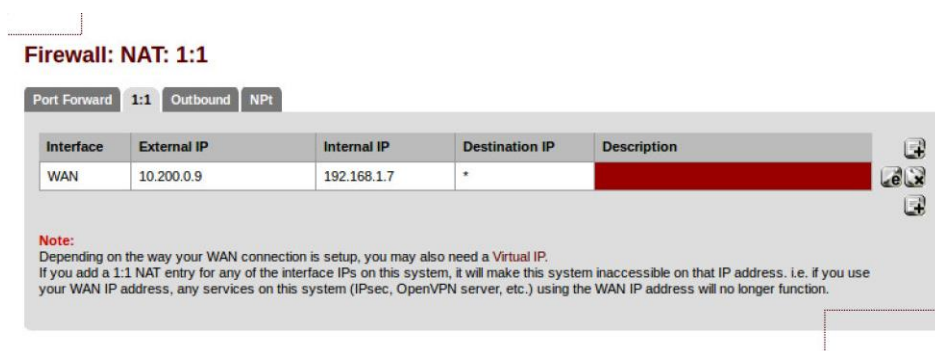 Firewall: NAT: 1:1
Port Forward 1:1 Outbound NPt
Interface External IP Internal IP Destination IP Description
WAN 10.200.0.9 192.168.1.7 *
Note:
Depending on the way your WAN connection is setup, you may also need a Virtual IP.
If you add a 1:1 NAT entry for any of the interface IPs on this system, it will make this system inaccessible on that IP address. i.e. if you use
your WAN IP address, any services on this system (IPsec, OpenVPN server, etc.) using the WAN IP address will no longer function.